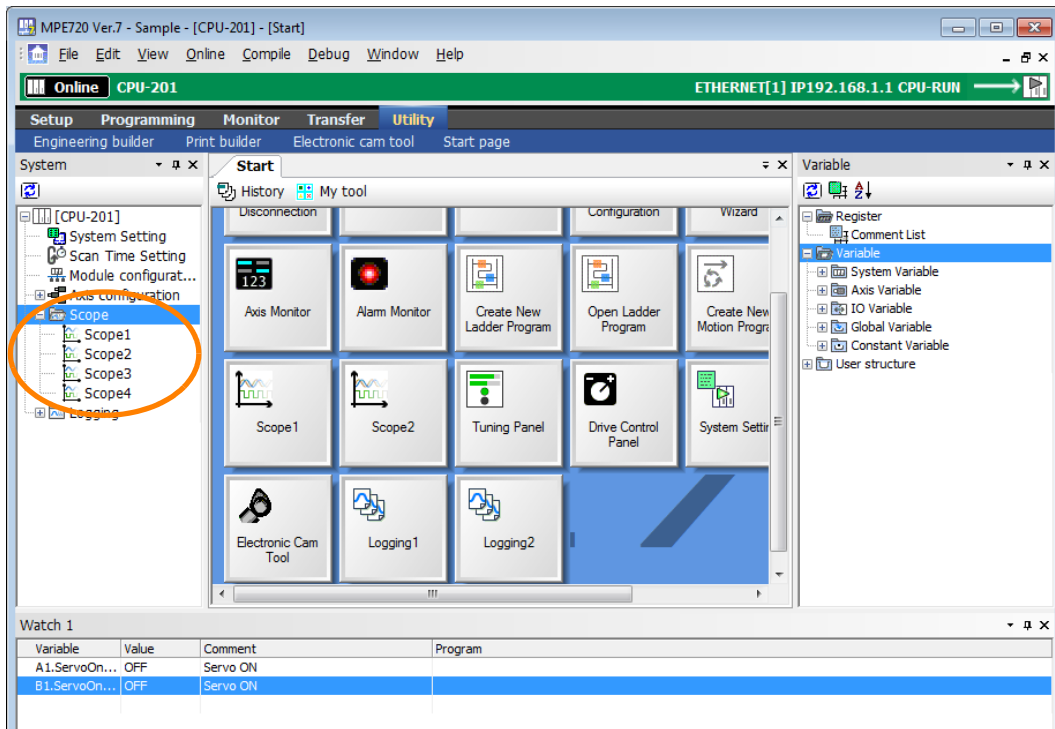 MPE720 Ver.7 - Sample - [CPU-201] - [Start]
File Edit View Online Compile Debug Window Help
Online CPU-201 ETHERNET[1] IP192.168.1.1 CPU-RUN
Setup Programming Monitor Transfer Utility
Engineering builder Print builder Electronic cam tool Start page
System
[CPU-201]
System Setting
Scan Time Setting
Module configurat...
Axis configuration
Scope
Scope1
Scope2
Scope3
Scope4
Logging
Start
History My tool
Disconnection Configuration Wizard
123
Axis Monitor
Alarm Monitor
Create New
Ladder Program
Open Ladder
Program
Create New
Motion Progra
Scope1
Scope2
Tuning Panel
Drive Control
Panel
System Settin
Electronic Cam
Tool
Logging1
Logging2
Variable
Register
Comment List
Variable
System Variable
Axis Variable
IO Variable
Global Variable
Constant Variable
User structure
Watch 1
Variable Value Comment Program
A1.ServoOn... OFF Servo ON
B1.ServoOn... OFF Servo ON